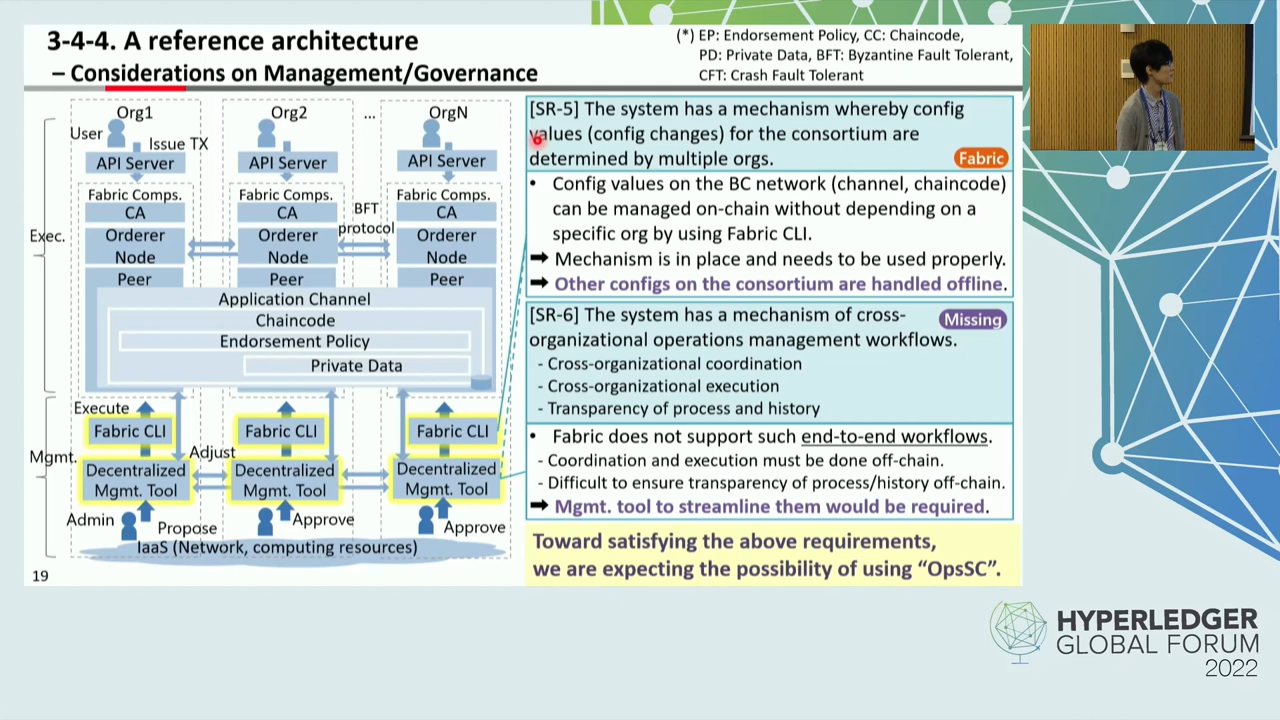 3-4-4. A reference architecture
– Considerations on Management/Governance
(*) EP: Endorsement Policy, CC: Chaincode,
PD: Private Data, BFT: Byzantine Fault Tolerant,
CFT: Crash Fault Tolerant
Org1
Org2
...
OrgN
User
Issue TX
API Server
API Server
API Server
Fabric Comps.
Fabric Comps.
Fabric Comps.
CA
CA
CA
BFT
protocol
Exec.
Orderer
Node
Orderer
Node
Orderer
Node
Peer
Peer
Peer
Application Channel
Chaincode
Endorsement Policy
Private Data
Execute
Fabric CLI
Fabric CLI
Fabric CLI
Mgmt.
Adjust
Decentralized
Mgmt. Tool
Decentralized
Mgmt. Tool
Decentralized
Mgmt. Tool
Admin
Propose
Approve
Approve
IaaS (Network, computing resources)
19
[SR-5] The system has a mechanism whereby config
values (config changes) for the consortium are
determined by multiple orgs.
Fabric
• Config values on the BC network (channel, chaincode)
can be managed on-chain without depending on a
specific org by using Fabric CLI.
➡ Mechanism is in place and needs to be used properly.
➡ Other configs on the consortium are handled offline.
[SR-6] The system has a mechanism of cross-
organizational operations management workflows.
Missing
- Cross-organizational coordination
- Cross-organizational execution
- Transparency of process and history
• Fabric does not support such end-to-end workflows.
- Coordination and execution must be done off-chain.
- Difficult to ensure transparency of process/history off-chain.
➡ Mgmt. tool to streamline them would be required.
Toward satisfying the above requirements,
we are expecting the possibility of using “OpsSC”.
HYPERLEDGER
GLOBAL FORUM
2022